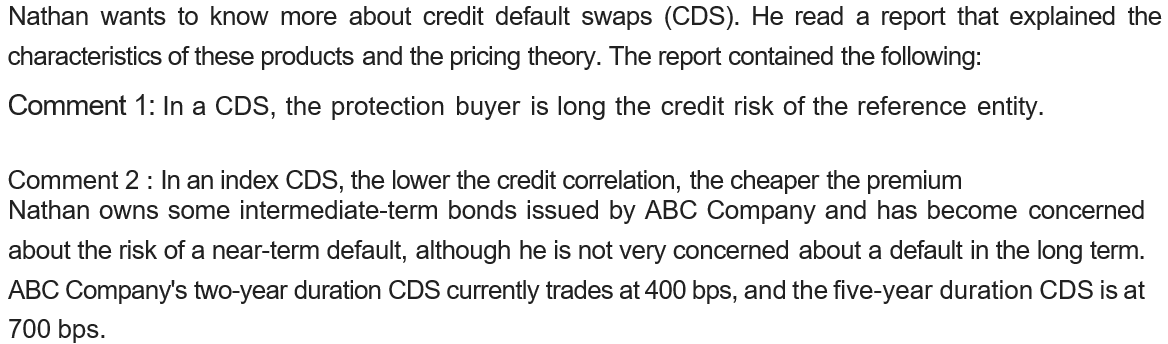 Nathan wants to know more about credit default swaps (CDS). He read a report that explained the
characteristics of these products and the pricing theory. The report contained the following:
Comment 1: In a CDS, the protection buyer is long the credit risk of the reference entity.
Comment 2 : In an index CDS, the lower the credit correlation, the cheaper the premium
Nathan owns some intermediate-term bonds issued by ABC Company and has become concerned
about the risk of a near-term default, although he is not very concerned about a default in the long term.
ABC Company's two-year duration CDS currently trades at 400 bps, and the five-year duration CDS is at
700 bps.